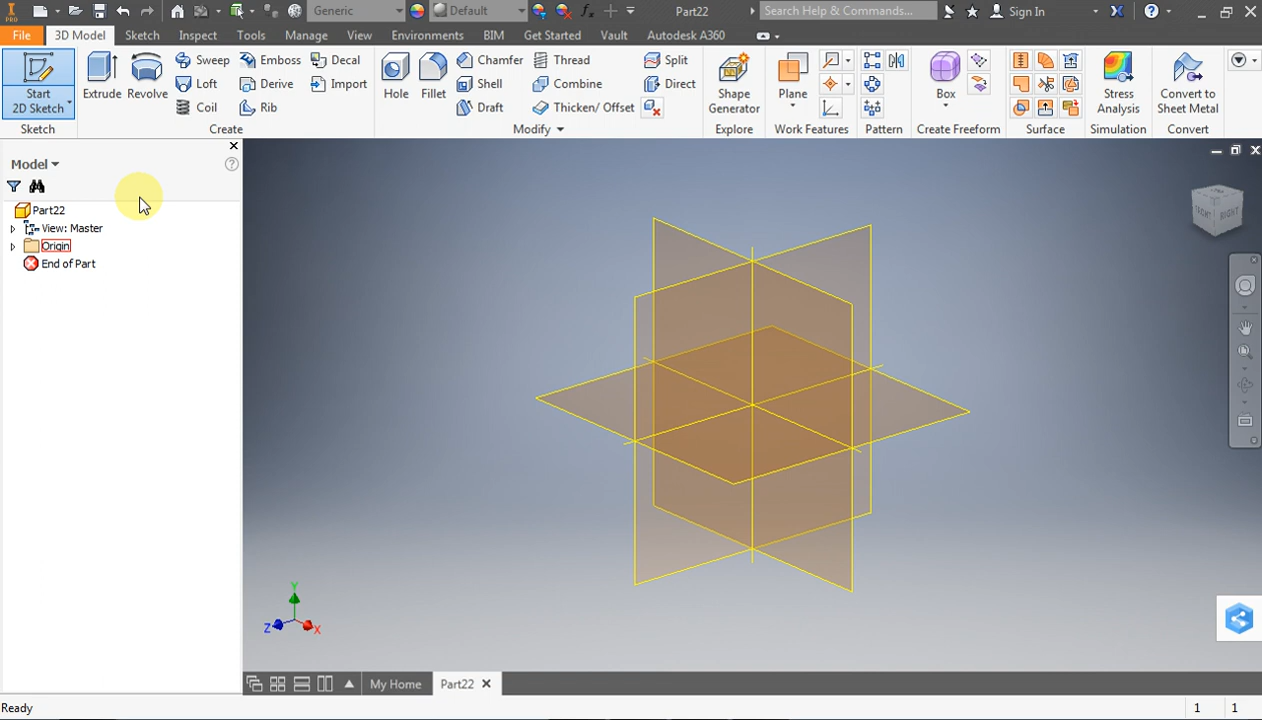 PRO Generic Default fx Part22 Search Help & Commands... Sign In
File 3D Model Sketch Inspect Tools Manage View Environments BIM Get Started Vault Autodesk A360
Start
2D Sketch
Extrude Revolve
Sweep Emboss Decal
Loft Derive Import
Coil Rib
Hole Fillet
Chamfer Thread Split
Shell Combine Direct
Draft Thicken/ Offset
Shape
Generator
Plane
Box
Stress
Analysis
Convert to
Sheet Metal
Sketch Create Modify Explore Work Features Pattern Create Freeform Surface Simulation Convert
Model
Part22
View: Master
Origin
End of Part
FRONT RIGHT
Y
Z X
My Home Part22
Ready 1 1